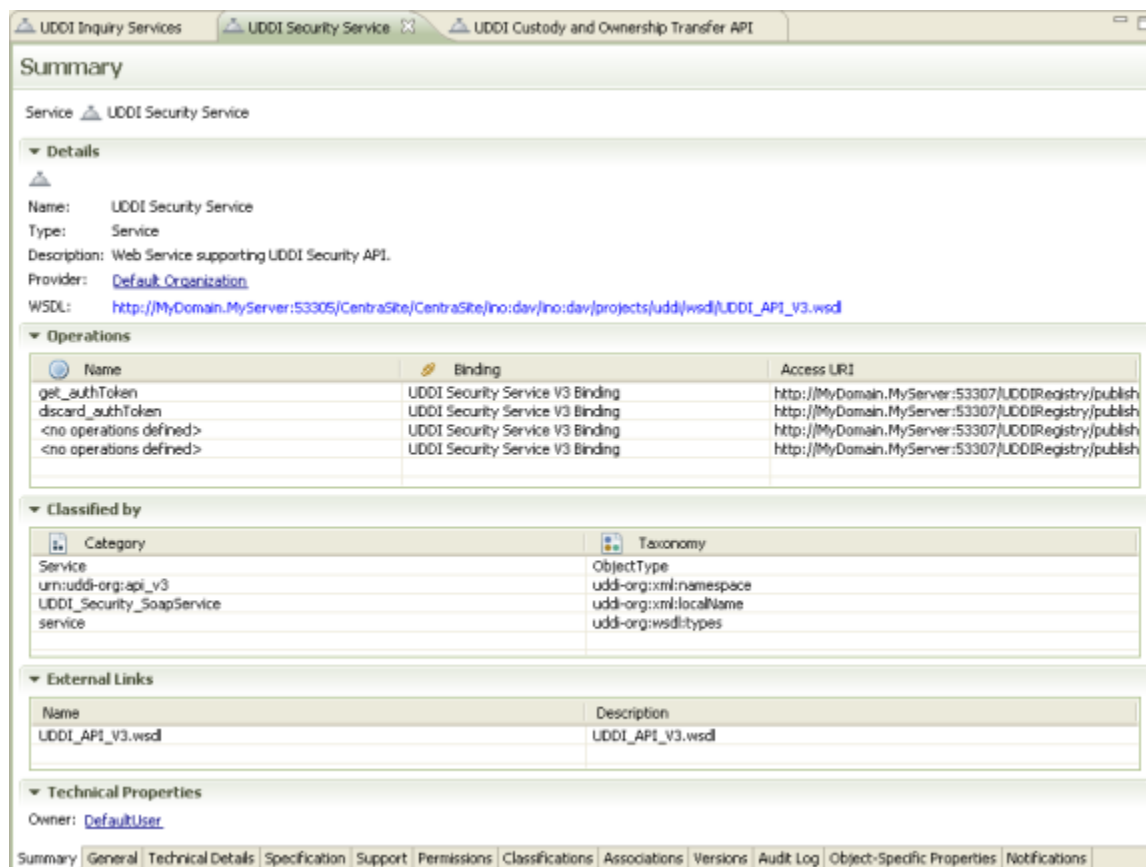 UDDI Inquiry Services UDDI Security Service UDDI Custody and Ownership Transfer API
Summary
Service UDDI Security Service
Details
Name: UDDI Security Service
Type: Service
Description: Web Service supporting UDDI Security API.
Provider: Default Organization
WSDL: http://MyDomain.MyServer:53305/CentraSite/CentraSite/ino:dav/ino:dav/projects/uddi/wsdl/UDDI_API_V3.wsdl
Operations
Name Binding Access URI
get_authToken UDDI Security Service V3 Binding http://MyDomain.MyServer:53307/UDDIRegistry/publish
discard_authToken UDDI Security Service V3 Binding http://MyDomain.MyServer:53307/UDDIRegistry/publish
<no operations defined> UDDI Security Service V3 Binding http://MyDomain.MyServer:53307/UDDIRegistry/publish
<no operations defined> UDDI Security Service V3 Binding http://MyDomain.MyServer:53307/UDDIRegistry/publish
Classified by
Category Taxonomy
Service ObjectType
urn:uddi-org:api_v3 uddi-org:xml:namespace
UDDI_Security_SoapService uddi-org:xml:localName
service uddi-org:wsdl:types
External Links
Name Description
UDDI_API_V3.wsdl UDDI_API_V3.wsdl
Technical Properties
Owner: DefaultUser
Summary General Technical Details Specification Support Permissions Classfications Associations Versions Audit Log Object-Specific Properties Notifications